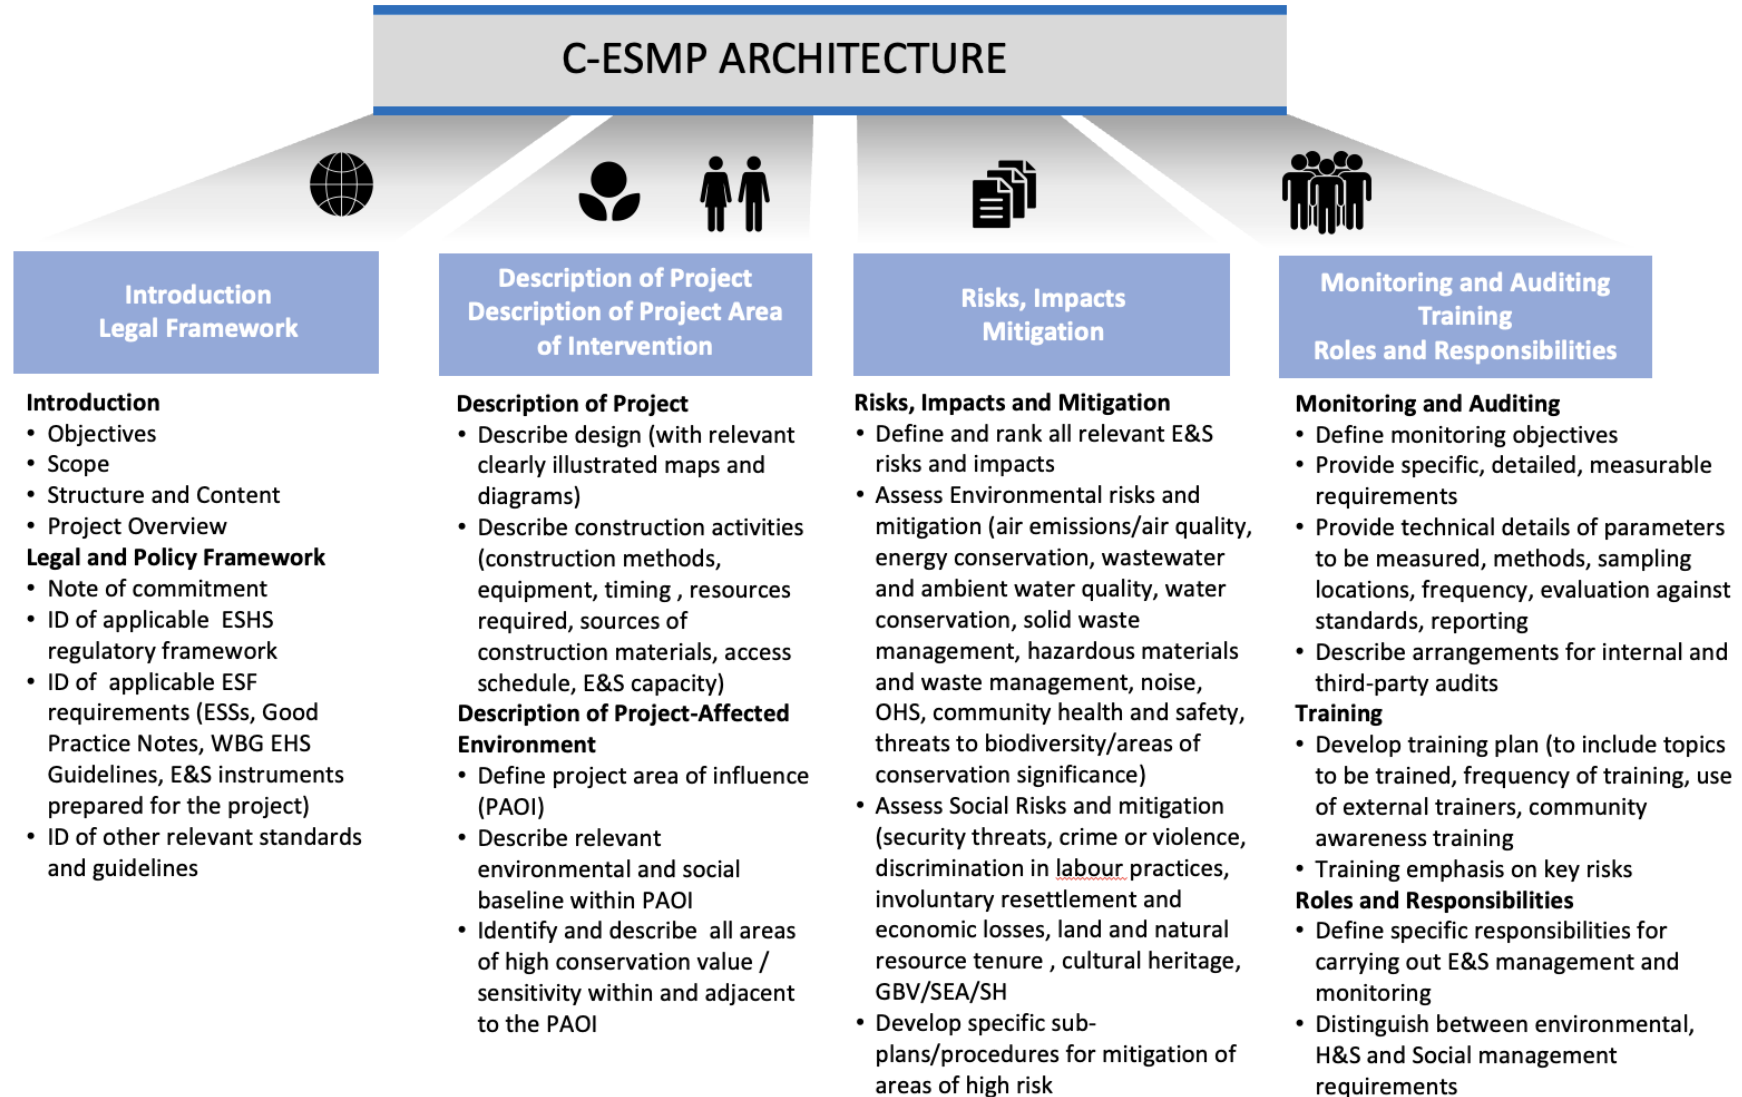 C-ESMP ARCHITECTURE
Introduction
Legal Framework
Introduction
• Objectives
• Scope
• Structure and Content
• Project Overview
Legal and Policy Framework
• Note of commitment
• ID of applicable ESHS
regulatory framework
• ID of applicable ESF
requirements (ESSs, Good
Practice Notes, WBG EHS
Guidelines, E&S instruments
prepared for the project)
• ID of other relevant standards
and guidelines
Description of Project
Description of Project Area
of Intervention
Description of Project
• Describe design (with relevant
clearly illustrated maps and
diagrams)
• Describe construction activities
(construction methods,
equipment, timing , resources
required, sources of
construction materials, access
schedule, E&S capacity)
Description of Project-Affected
Environment
• Define project area of influence
(PAOI)
• Describe relevant
environmental and social
baseline within PAOI
• Identify and describe all areas
of high conservation value /
sensitivity within and adjacent
to the PAOI
Risks, Impacts
Mitigation
Risks, Impacts and Mitigation
• Define and rank all relevant E&S
risks and impacts
• Assess Environmental risks and
mitigation (air emissions/air quality,
energy conservation, wastewater
and ambient water quality, water
conservation, solid waste
management, hazardous materials
and waste management, noise,
OHS, community health and safety,
threats to biodiversity/areas of
conservation significance)
• Assess Social Risks and mitigation
(security threats, crime or violence,
discrimination in labour practices,
involuntary resettlement and
economic losses, land and natural
resource tenure , cultural heritage,
GBV/SEA/SH
• Develop specific sub-
plans/procedures for mitigation of
areas of high risk
Monitoring and Auditing
Training
Roles and Responsibilities
Monitoring and Auditing
• Define monitoring objectives
• Provide specific, detailed, measurable
requirements
• Provide technical details of parameters
to be measured, methods, sampling
locations, frequency, evaluation against
standards, reporting
• Describe arrangements for internal and
third-party audits
Training
• Develop training plan (to include topics
to be trained, frequency of training, use
of external trainers, community
awareness training
• Training emphasis on key risks
Roles and Responsibilities
• Define specific responsibilities for
carrying out E&S management and
monitoring
• Distinguish between environmental,
H&S and Social management
requirements